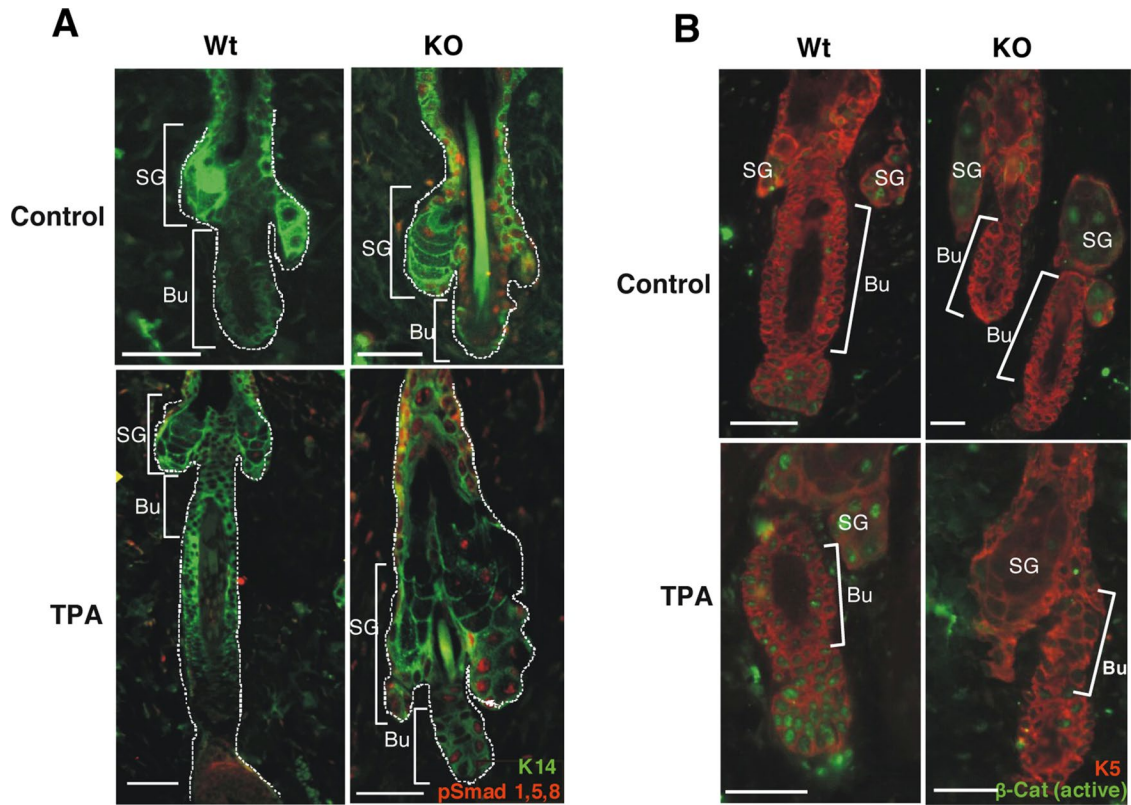 A
Wt
KO
Control
SG
Bu
SG
Bu
TPA
SG
Bu
SG
Bu
K14
pSmad 1,5,8
B
Wt
KO
Control
SG
SG
Bu
SG
SG
Bu
Bu
TPA
SG
Bu
SG
Bu
K5
β-Cat (active)